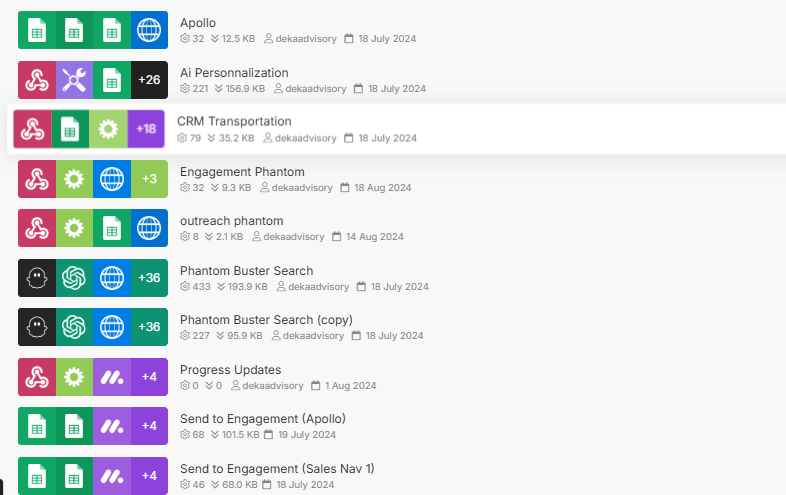 Apollo
32 12.5 KB dekaadvisory 18 July 2024
+26
Ai Personnalization
221 156.9 KB dekaadvisory 18 July 2024
+18
CRM Transportation
79 35.2 KB dekaadvisory 18 July 2024
+3
Engagement Phantom
32 9.3 KB dekaadvisory 18 Aug 2024
outreach phantom
8 2.1 KB dekaadvisory 14 Aug 2024
+36
Phantom Buster Search
433 193.9 KB dekaadvisory 18 July 2024
+36
Phantom Buster Search (copy)
227 95.9 KB dekaadvisory 18 July 2024
+4
Progress Updates
0 0 dekaadvisory 1 Aug 2024
+4
Send to Engagement (Apollo)
68 101.5 KB 19 July 2024
+4
Send to Engagement (Sales Nav 1)
46 68.0 KB 18 July 2024